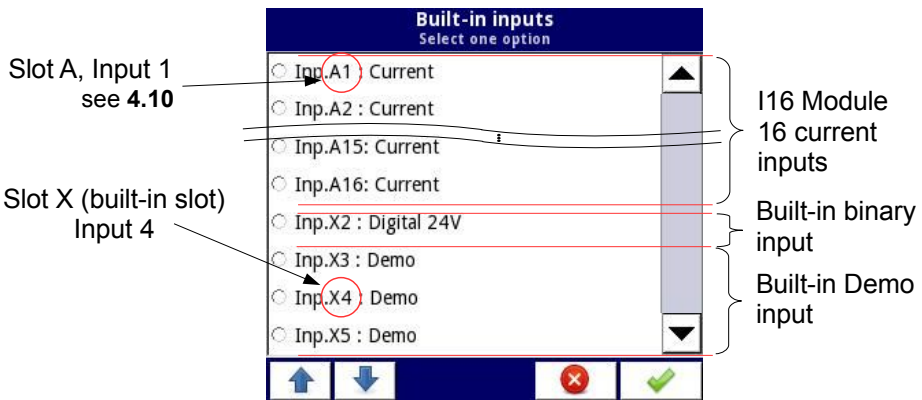 Built-in inputs
Select one option
Slot A, Input 1
see 4.10
Inp.A1 : Current
Inp.A2 : Current
Inp.A15: Current
Inp.A16: Current
I16 Module
16 current
inputs
Slot X (built-in slot)
Input 4
Inp.X2 : Digital 24V
Built-in binary
input
Inp.X3 : Demo
Inp.X4 : Demo
Inp.X5 : Demo
Built-in Demo
input